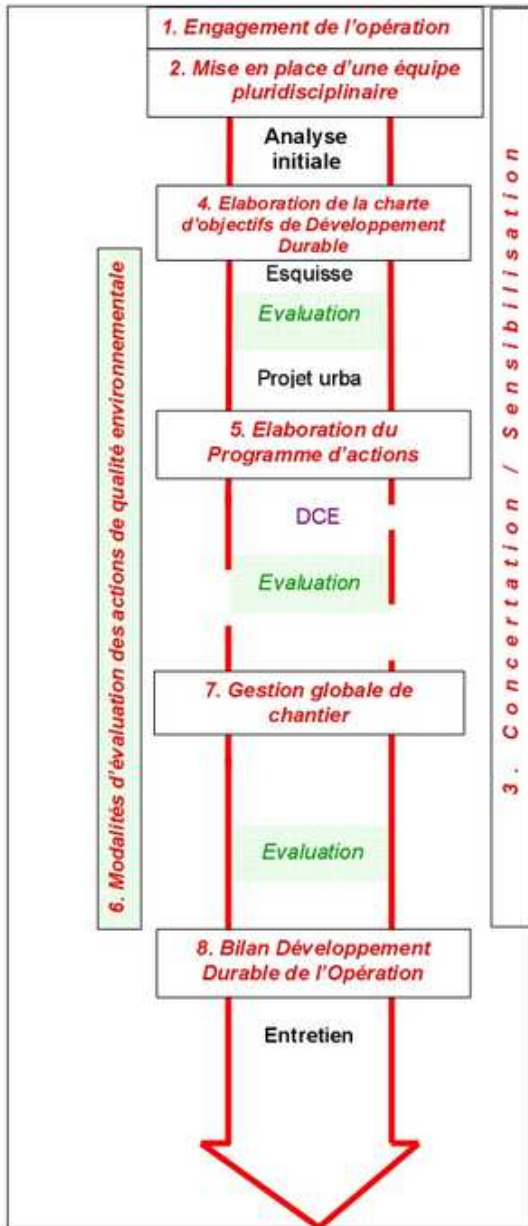 1. Engagement de l'opération
2. Mise en place d'une équipe
pluridisciplinaire
Analyse
initiale
4. Elaboration de la charte
d'objectifs de Développement
Durable
Esquisse
Evaluation
Projet urba
5. Elaboration du
Programme d'actions
DCE
Evaluation
7. Gestion globale de
chantier
Evaluation
8. Bilan Développement
Durable de l'Opération
Entretien
6. Modalités d'évaluation des actions de qualité environnementale
3. Concertation / Sensibilisation